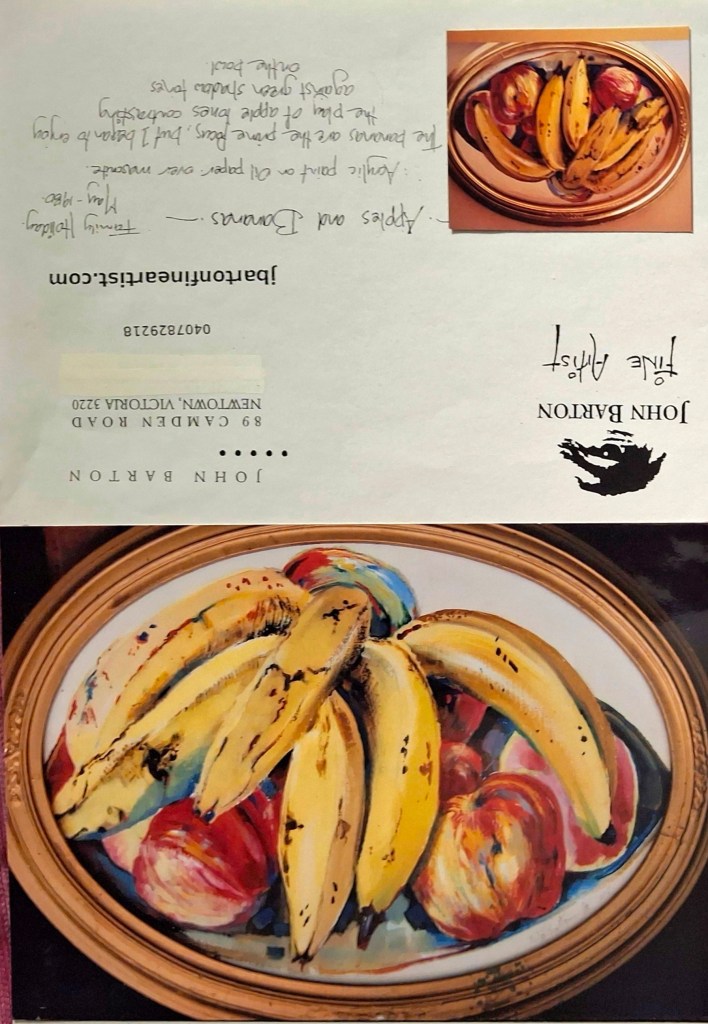 JOHN BARTON
FiNE ARtiST
JOHN BARTON
89 CAMDEN ROAD
NEWTOWN, VICTORIA 3220
0407829218
jbartonfineartist.com
Apples and Bananas. — Family Holiday.
May - 1980.
: Acrylic paint on Oil paper over masonite.
The bananas are the prime focus, but I began to enjoy
the play of apple tones contrasting
against green shadow tones
on the bowl.